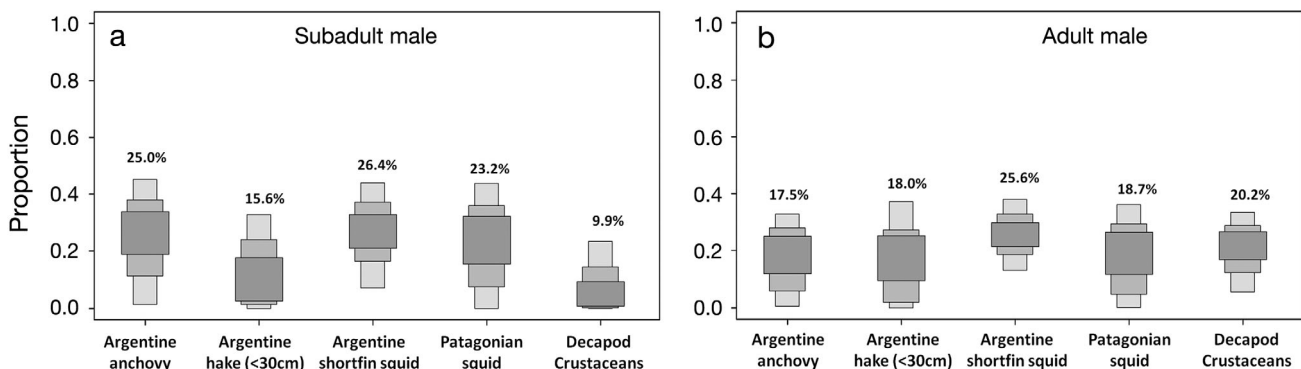 a
Subadult male
Proportion
1.0
0.8
0.6
0.4
0.2
0.0
25.0%
15.6%
26.4%
23.2%
9.9%
Argentine
anchovy
Argentine
hake (<30cm)
Argentine
shortfin squid
Patagonian
squid
Decapod
Crustaceans
b
Adult male
1.0
0.8
0.6
0.4
0.2
0.0
17.5%
18.0%
25.6%
18.7%
20.2%
Argentine
anchovy
Argentine
hake (<30cm)
Argentine
shortfin squid
Patagonian
squid
Decapod
Crustaceans